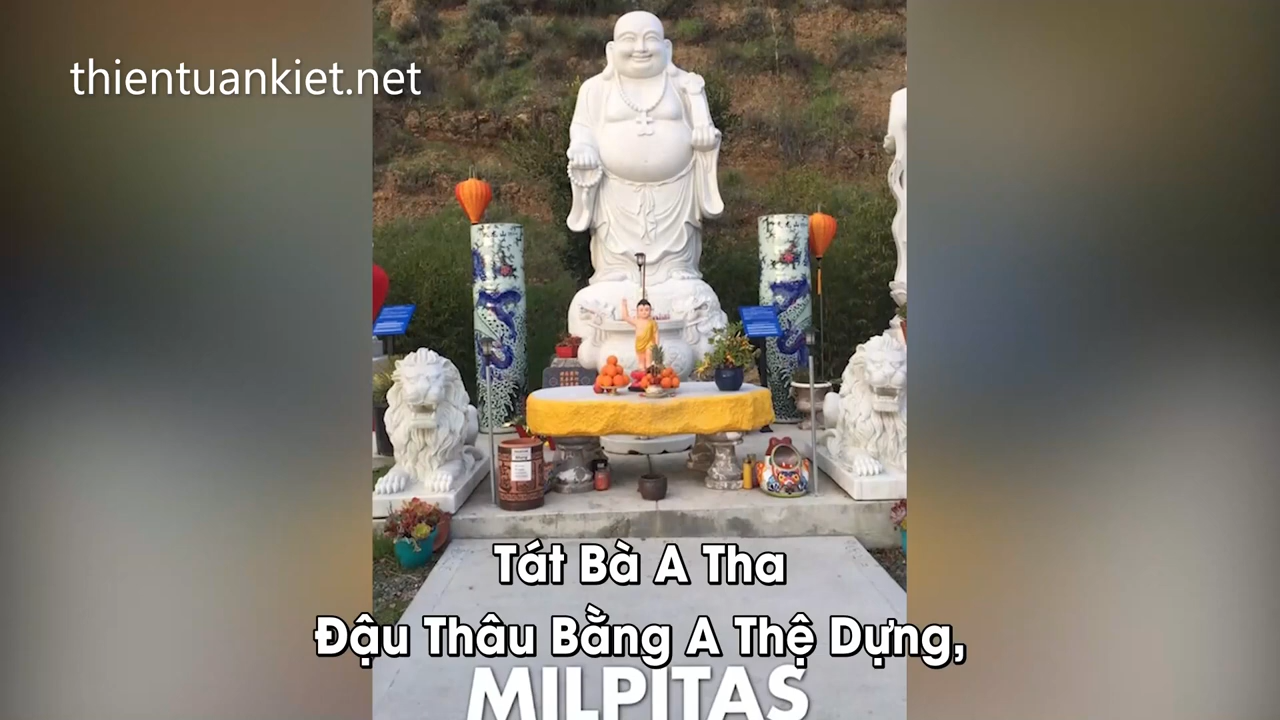 thientuankiet.net
Tát Bà A Tha
Đậu Thâu Bằng A Thệ Dựng,
MILPITAS